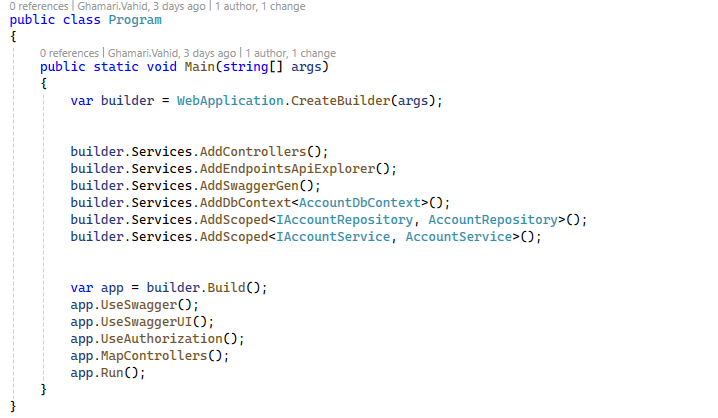 0 references | Ghamari.Vahid, 3 days ago | 1 author, 1 change
public class Program
{
0 references | Ghamari.Vahid, 3 days ago | 1 author, 1 change
public static void Main(string[] args)
{
var builder = WebApplication.CreateBuilder(args);
builder.Services.AddControllers();
builder.Services.AddEndpointsApiExplorer();
builder.Services.AddSwaggerGen();
builder.Services.AddDbContext<AccountDbContext>();
builder.Services.AddScoped<IAccountRepository, AccountRepository>();
builder.Services.AddScoped<IAccountService, AccountService>();
var app = builder.Build();
app.UseSwagger();
app.UseSwaggerUI();
app.UseAuthorization();
app.MapControllers();
app.Run();
}
}